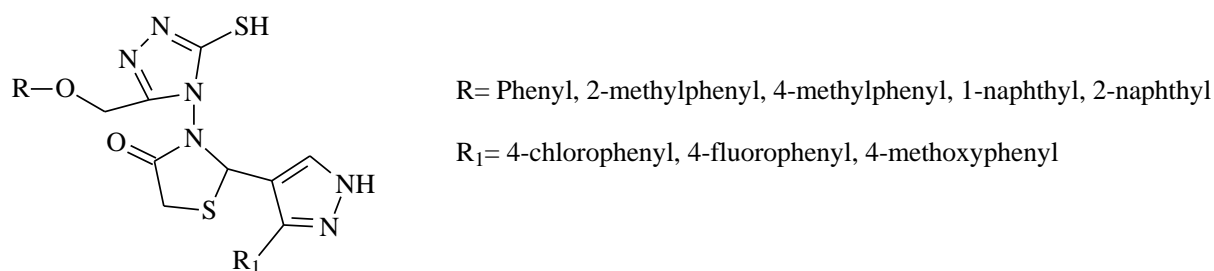 N N SH
N
R O N
R= Phenyl, 2-methylphenyl, 4-methylphenyl, 1-naphthyl, 2-naphthyl
O N
R₁= 4-chlorophenyl, 4-fluorophenyl, 4-methoxyphenyl
NH
S N
R₁